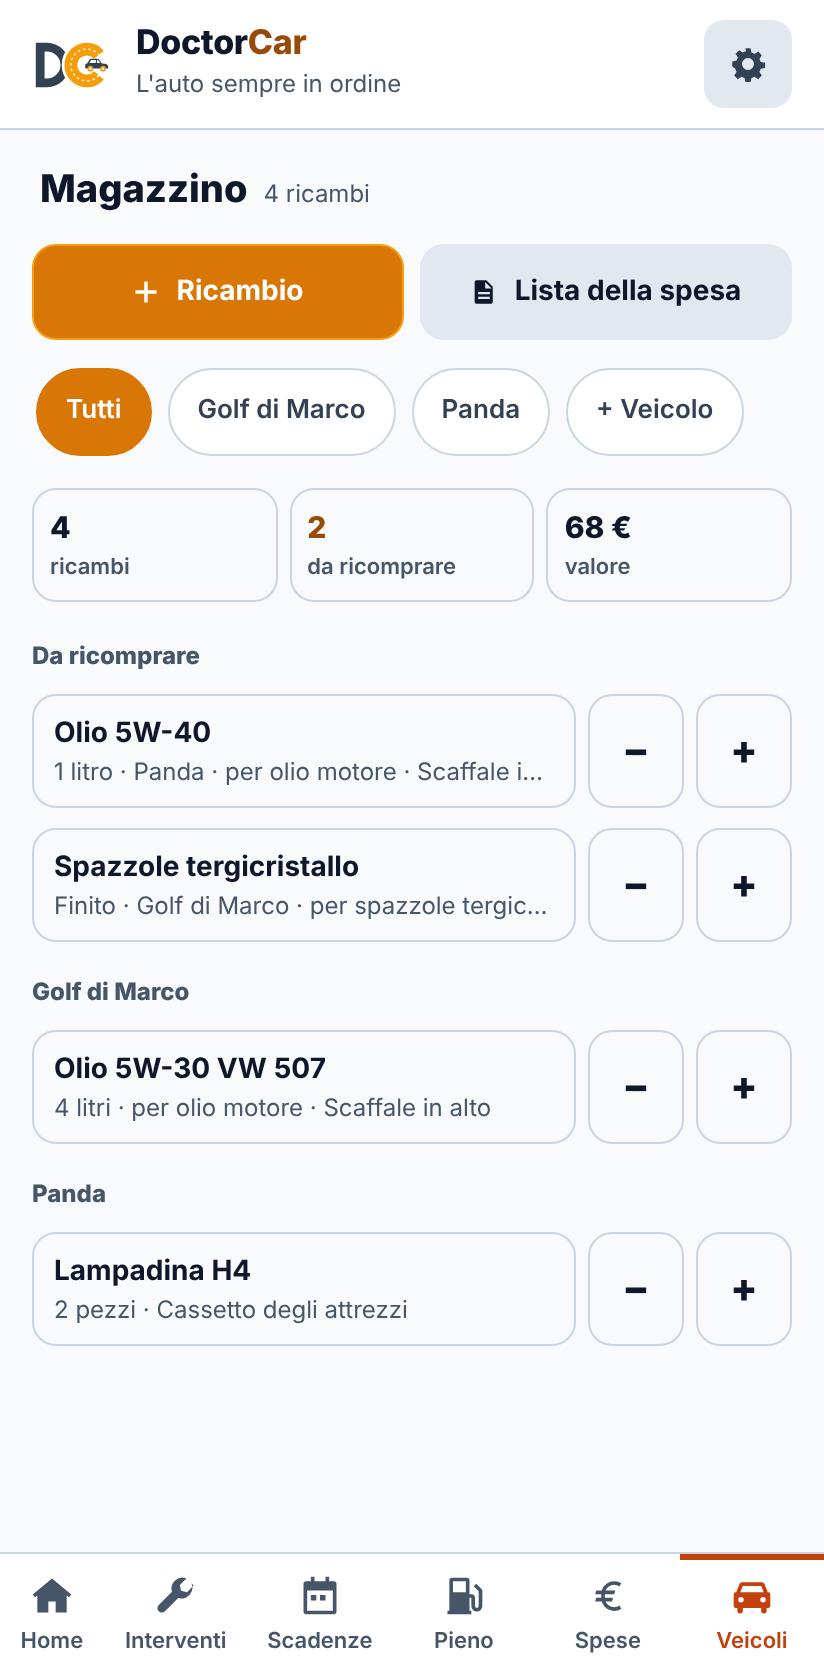 DC
DoctorCar
L'auto sempre in ordine
Magazzino 4 ricambi
+ Ricambio
Lista della spesa
Tutti
Golf di Marco
Panda
+ Veicolo
4
ricambi
2
da ricomprare
68 €
valore
Da ricomprare
Olio 5W-40
1 litro · Panda · per olio motore · Scaffale i...
− +
Spazzole tergicristallo
Finito · Golf di Marco · per spazzole tergic...
− +
Golf di Marco
Olio 5W-30 VW 507
4 litri · per olio motore · Scaffale in alto
− +
Panda
Lampadina H4
2 pezzi · Cassetto degli attrezzi
− +
Home
Interventi
Scadenze
Pieno
€
Spese
Veicoli